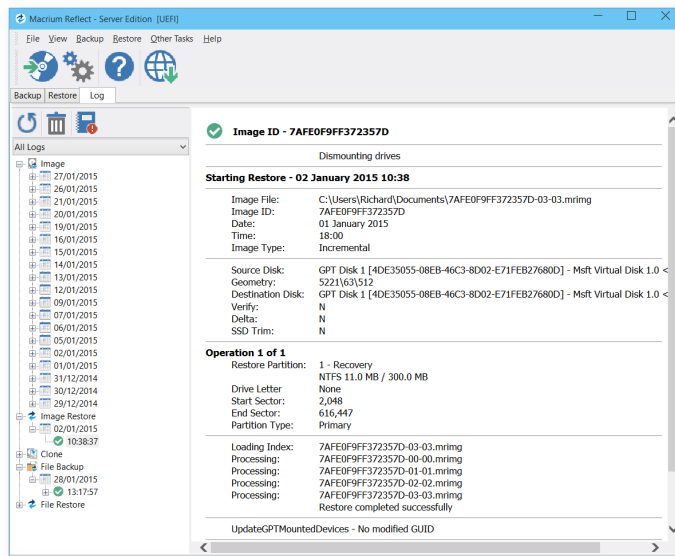 Macrium Reflect - Server Edition [UEFI]
File View Backup Restore Other Tasks Help
Backup Restore Log
All Logs
Image
27/01/2015
26/01/2015
21/01/2015
20/01/2015
19/01/2015
16/01/2015
15/01/2015
14/01/2015
13/01/2015
12/01/2015
09/01/2015
07/01/2015
06/01/2015
05/01/2015
02/01/2015
01/01/2015
31/12/2014
30/12/2014
29/12/2014
Image Restore
02/01/2015
10:38:37
Clone
File Backup
28/01/2015
13:17:57
File Restore
Image ID - 7AFE0F9FF372357D
Dismounting drives
Starting Restore - 02 January 2015 10:38
Image File: C:\Users\Richard\Documents\7AFE0F9FF372357D-03-03.mrimg
Image ID: 7AFE0F9FF372357D
Date: 01 January 2015
Time: 18:00
Image Type: Incremental
Source Disk: GPT Disk 1 [4DE35055-08EB-46C3-8D02-E71FEB27680D] - Msft Virtual Disk 1.0 <
Geometry: 5221\63\512
Destination Disk: GPT Disk 1 [4DE35055-08EB-46C3-8D02-E71FEB27680D] - Msft Virtual Disk 1.0 <
Verify: N
Delta: N
SSD Trim: N
Operation 1 of 1
Restore Partition: 1 - Recovery
NTFS 11.0 MB / 300.0 MB
Drive Letter None
Start Sector: 2,048
End Sector: 616,447
Partition Type: Primary
Loading Index: 7AFE0F9FF372357D-03-03.mrimg
Processing: 7AFE0F9FF372357D-00-00.mrimg
Processing: 7AFE0F9FF372357D-01-01.mrimg
Processing: 7AFE0F9FF372357D-02-02.mrimg
Processing: 7AFE0F9FF372357D-03-03.mrimg
Restore completed successfully
UpdateGPTMountedDevices - No modified GUID